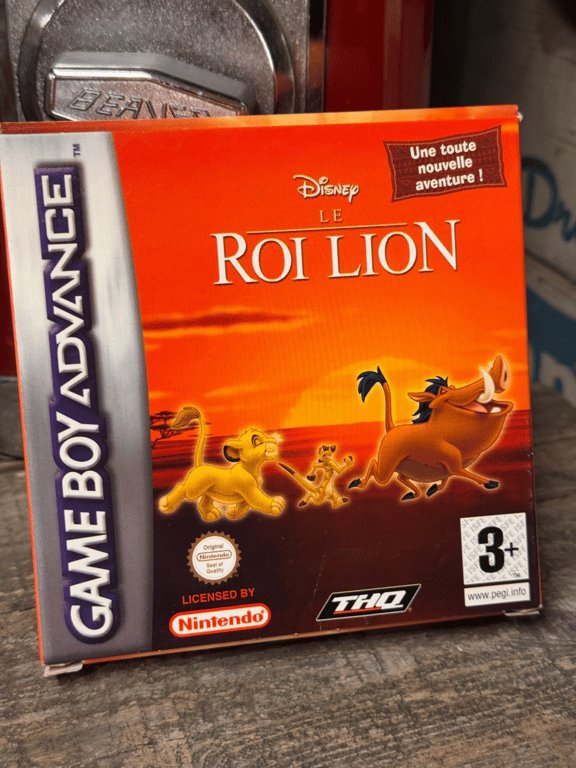 BEAVER
GAME BOY ADVANCE™
Une toute
nouvelle
aventure !
Disney
LE
ROI LION
Original
Nintendo
Seal of
Quality
LICENSED BY
Nintendo®
THQ
3+
www.pegi.info